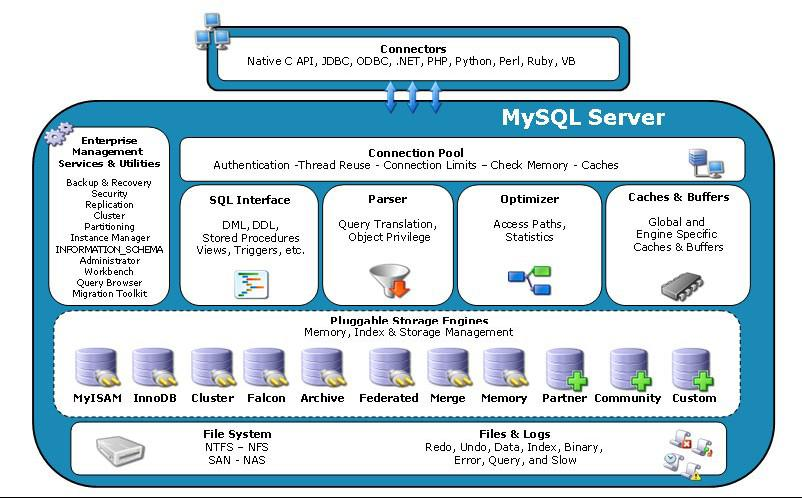 Connectors
Native C API, JDBC, ODBC, .NET, PHP, Python, Perl, Ruby, VB
MySQL Server
Enterprise
Management
Services & Utilities
Backup & Recovery
Security
Replication
Cluster
Partitioning
Instance Manager
INFORMATION_SCHEMA
Administrator
Workbench
Query Browser
Migration Toolkit
Connection Pool
Authentication -Thread Reuse - Connection Limits – Check Memory - Caches
SQL Interface
DML, DDL,
Stored Procedures
Views, Triggers, etc.
Parser
Query Translation,
Object Privilege
Optimizer
Access Paths,
Statistics
Caches & Buffers
Global and
Engine Specific
Caches & Buffers
Pluggable Storage Engines
Memory, Index & Storage Management
MyISAM
InnoDB
Cluster
Falcon
Archive
Federated
Merge
Memory
Partner
Community
Custom
File System
NTFS – NFS
SAN - NAS
Files & Logs
Redo, Undo, Data, Index, Binary,
Error, Query, and Slow